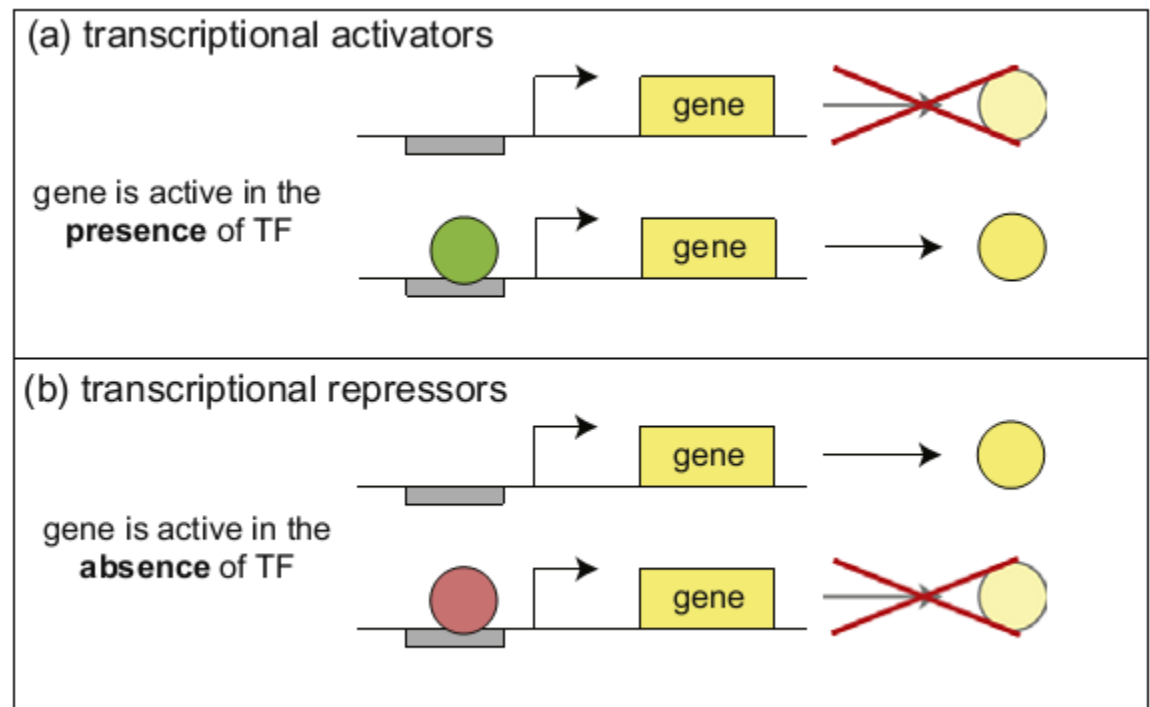 (a) transcriptional activators
gene
gene is active in the
presence of TF
gene
(b) transcriptional repressors
gene
gene is active in the
absence of TF
gene